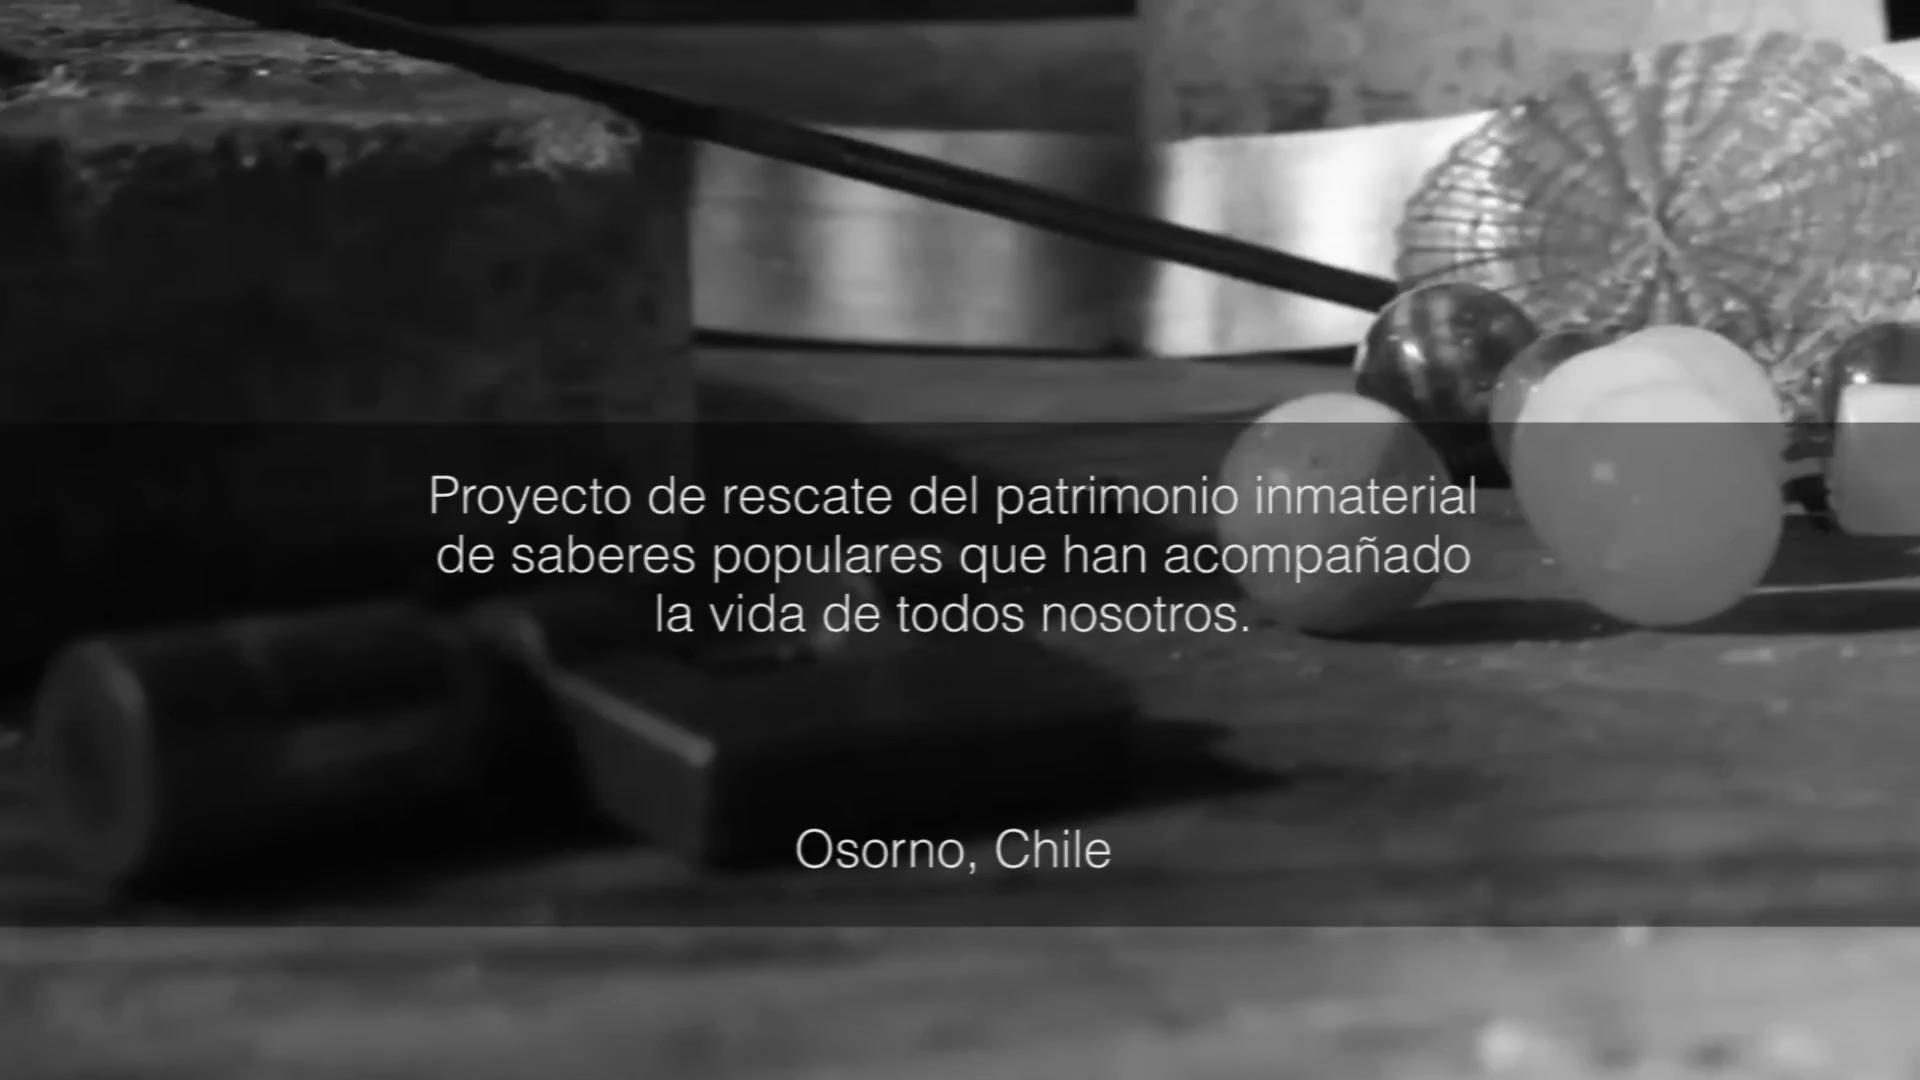 Proyecto de rescate del patrimonio inmaterial
de saberes populares que han acompañado
la vida de todos nosotros.
Osorno, Chile